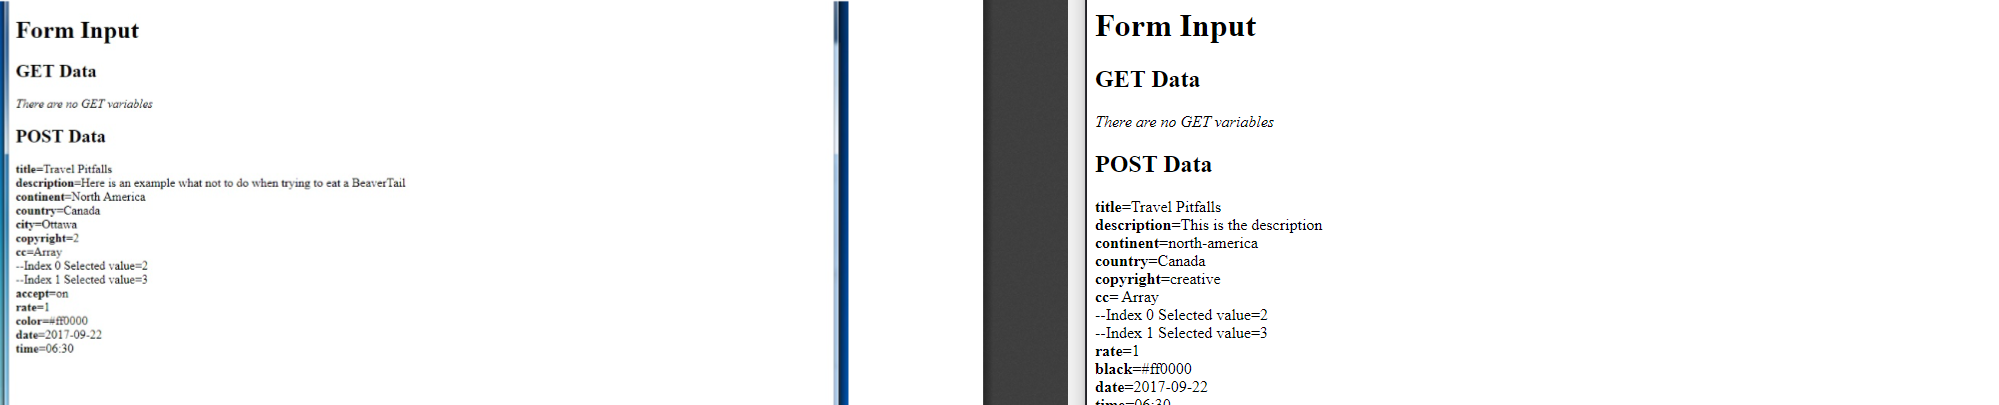 Form Input
GET Data
There are no GET variables
POST Data
title=Travel Pitfalls
description=Here is an example what not to do when trying to eat a BeaverTail
continent=North America
country=Canada
city=Ottawa
copyright=2
cc=Array
--Index 0 Selected value=2
--Index 1 Selected value=3
accept=on
rate=1
color=#ff0000
date=2017-09-22
time=06:30
Form Input
GET Data
There are no GET variables
POST Data
title=Travel Pitfalls
description=This is the description
continent=north-america
country=Canada
copyright=creative
cc= Array
--Index 0 Selected value=2
--Index 1 Selected value=3
rate=1
black=#ff0000
date=2017-09-22
time=06:30